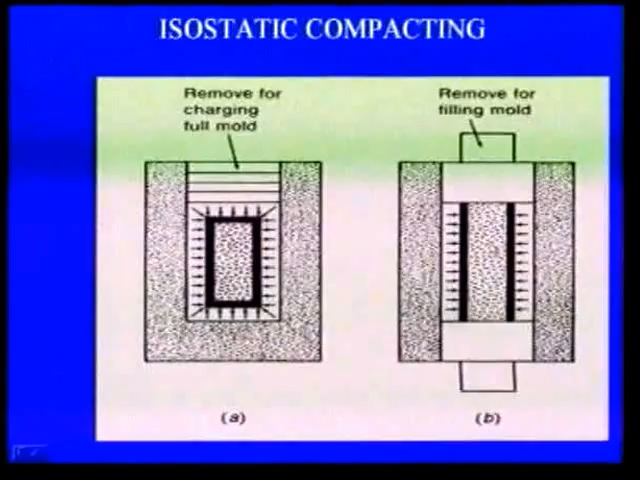 ISOSTATIC COMPACTING
Remove for
charging
full mold
Remove for
filling mold
(a)
(b)